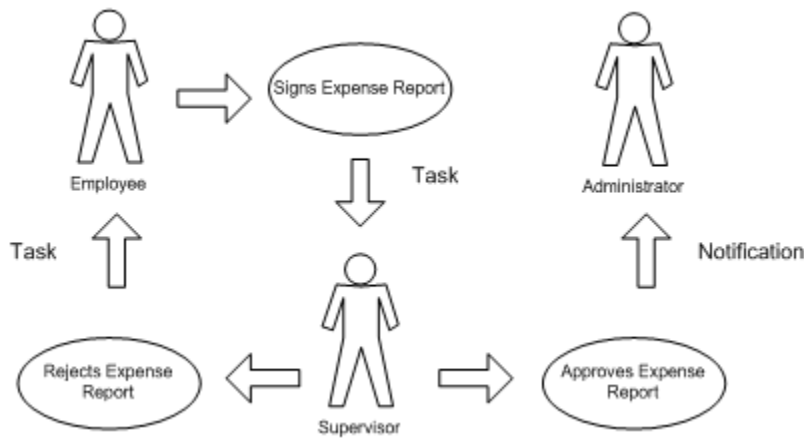 Signs Expense Report
Employee
Task
Administrator
Task
Notification
Rejects Expense
Report
Supervisor
Approves Expense
Report